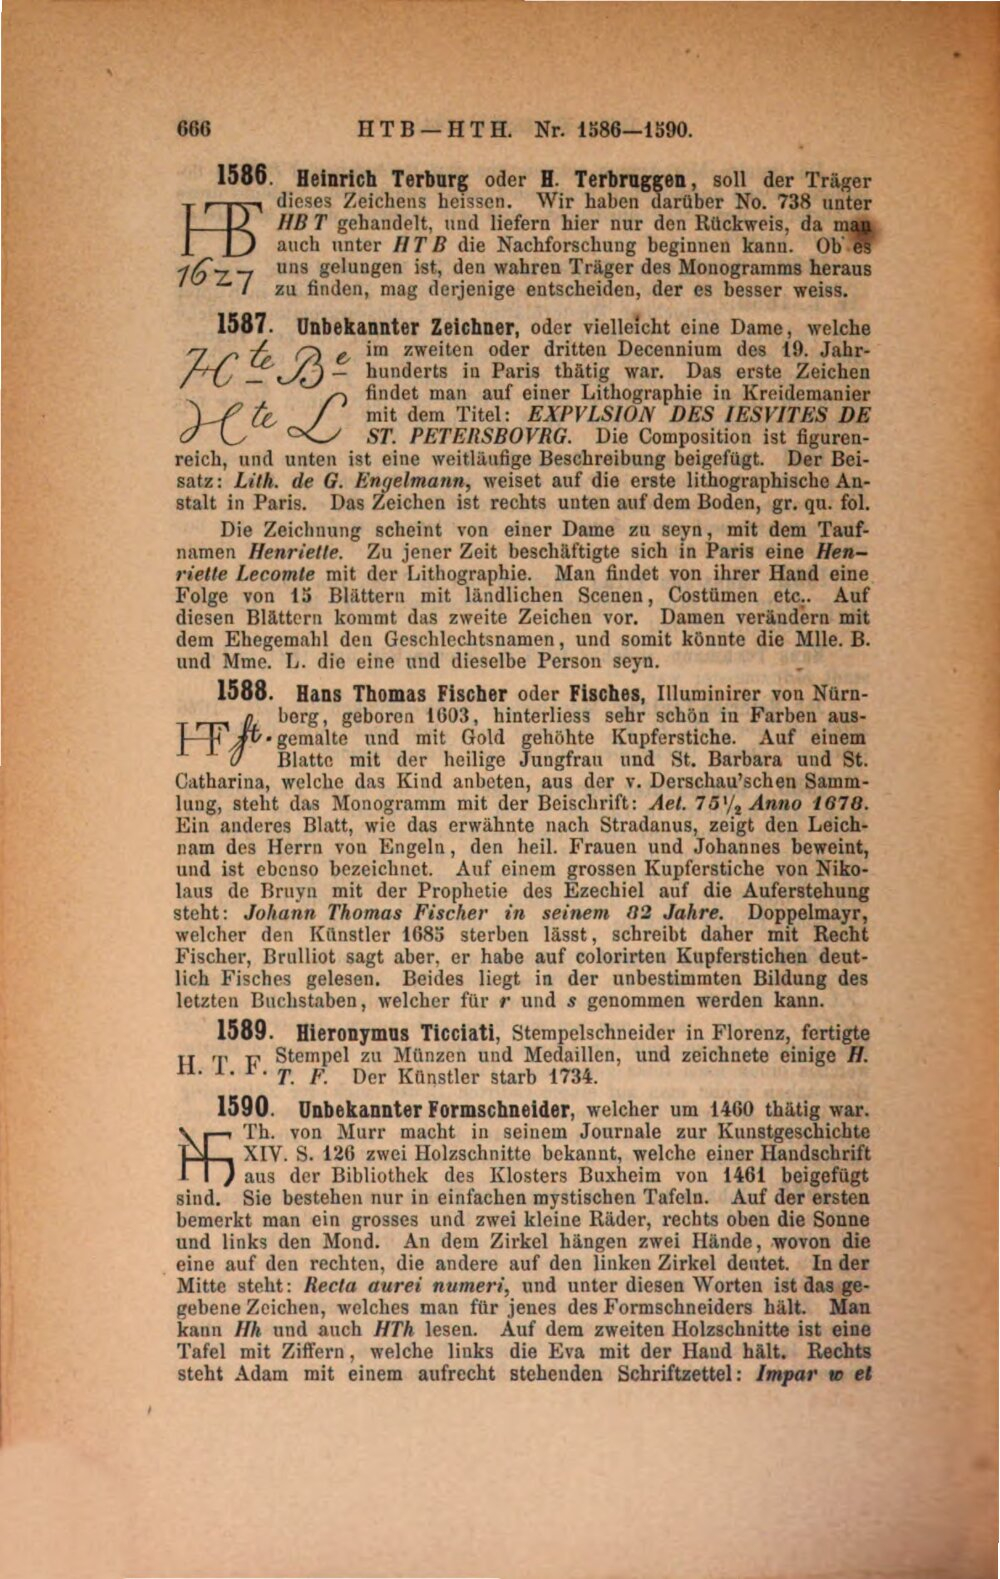 666 HTB—HTH. Nr. 1586—1590.
1586. Heinrich Terburg oder H. Terbruggen, soll der Träger
HTB dieses Zeichens heissen. Wir haben darüber No. 738 unter
HBT gehandelt, und liefern hier nur den Rückweis, da man
auch unter HTB die Nachforschung beginnen kann. Ob es
1627 uns gelungen ist, den wahren Träger des Monogramms heraus
zu finden, mag derjenige entscheiden, der es besser weiss.
1587. Unbekannter Zeichner, oder vielleicht eine Dame, welche
Hte Be im zweiten oder dritten Decennium des 19. Jahr-
hunderts in Paris thätig war. Das erste Zeichen
findet man auf einer Lithographie in Kreidemanier
Hte L mit dem Titel: EXPVLSION DES IESVITES DE
ST. PETERSBOVRG. Die Composition ist figuren-
reich, und unten ist eine weitläufige Beschreibung beigefügt. Der Bei-
satz: Lith. de G. Engelmann, weiset auf die erste lithographische An-
stalt in Paris. Das Zeichen ist rechts unten auf dem Boden, gr. qu. fol.
Die Zeichnung scheint von einer Dame zu seyn, mit dem Tauf-
namen Henriette. Zu jener Zeit beschäftigte sich in Paris eine Hen-
riette Lecomte mit der Lithographie. Man findet von ihrer Hand eine
Folge von 15 Blättern mit ländlichen Scenen, Costümen etc.. Auf
diesen Blättern kommt das zweite Zeichen vor. Damen verändern mit
dem Ehegemahl den Geschlechtsnamen, und somit könnte die Mlle. B.
und Mme. L. die eine und dieselbe Person seyn.
1588. Hans Thomas Fischer oder Fisches, Illuminirer von Nürn-
HTF ft. berg, geboren 1603, hinterliess sehr schön in Farben aus-
gemalte und mit Gold gehöhte Kupferstiche. Auf einem
Blatte mit der heilige Jungfrau und St. Barbara und St.
Catharina, welche das Kind anbeten, aus der v. Derschau'schen Samm-
lung, steht das Monogramm mit der Beischrift: Aet. 75½ Anno 1678.
Ein anderes Blatt, wie das erwähnte nach Stradanus, zeigt den Leich-
nam des Herrn von Engeln, den heil. Frauen und Johannes beweint,
und ist ebenso bezeichnet. Auf einem grossen Kupferstiche von Niko-
laus de Bruyn mit der Prophetie des Ezechiel auf die Auferstehung
steht: Johann Thomas Fischer in seinem 82 Jahre. Doppelmayr,
welcher den Künstler 1685 sterben lässt, schreibt daher mit Recht
Fischer, Brulliot sagt aber, er habe auf colorirten Kupferstichen deut-
lich Fisches gelesen. Beides liegt in der unbestimmten Bildung des
letzten Buchstaben, welcher für r und s genommen werden kann.
1589. Hieronymus Ticciati, Stempelschneider in Florenz, fertigte
H. T. F. Stempel zu Münzen und Medaillen, und zeichnete einige H.
T. F. Der Künstler starb 1734.
1590. Unbekannter Formschneider, welcher um 1460 thätig war.
Th. von Murr macht in seinem Journale zur Kunstgeschichte
XIV. S. 126 zwei Holzschnitte bekannt, welche einer Handschrift
aus der Bibliothek des Klosters Buxheim von 1461 beigefügt
sind. Sie bestehen nur in einfachen mystischen Tafeln. Auf der ersten
bemerkt man ein grosses und zwei kleine Räder, rechts oben die Sonne
und links den Mond. An dem Zirkel hängen zwei Hände, wovon die
eine auf den rechten, die andere auf den linken Zirkel deutet. In der
Mitte steht: Recta aurei numeri, und unter diesen Worten ist das ge-
gebene Zeichen, welches man für jenes des Formschneiders hält. Man
kann Hh und auch HTh lesen. Auf dem zweiten Holzschnitte ist eine
Tafel mit Ziffern, welche links die Eva mit der Hand hält. Rechts
steht Adam mit einem aufrecht stehenden Schriftzettel: Impar w et